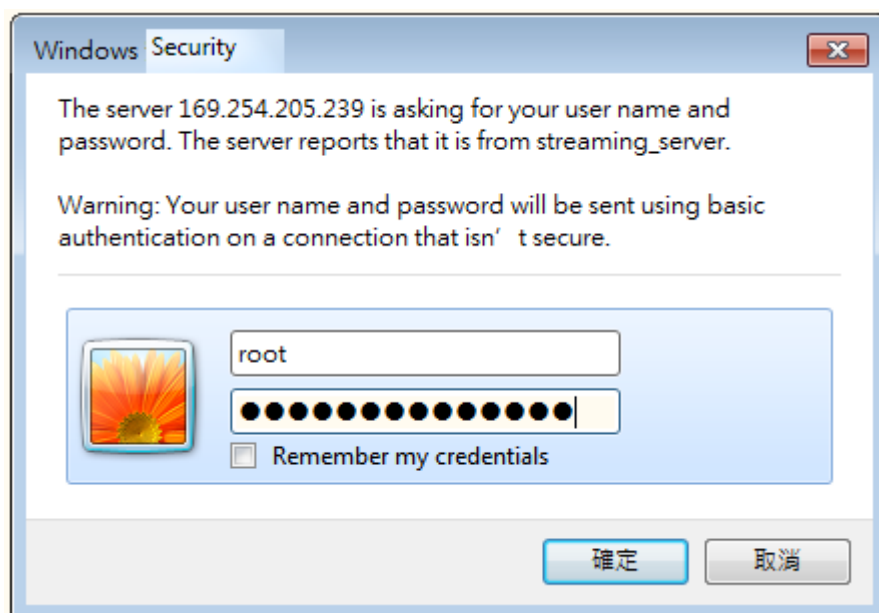 Windows Security
The server 169.254.205.239 is asking for your user name and
password. The server reports that it is from streaming_server.
Warning: Your user name and password will be sent using basic
authentication on a connection that isn’ t secure.
root
●●●●●●●●●●●●●●
Remember my credentials
確定 取消